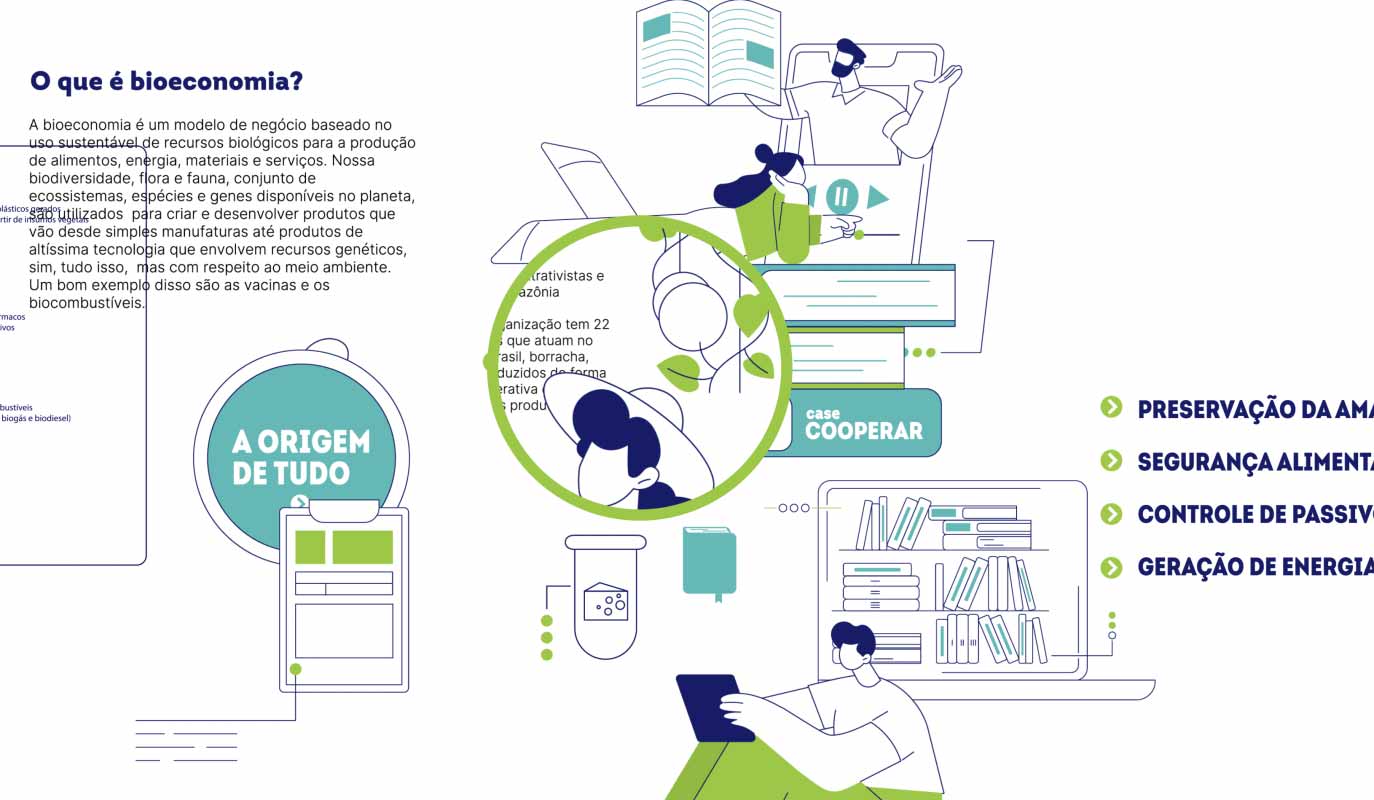 O que é bioeconomia?
A bioeconomia é um modelo de negócio baseado no
uso sustentável de recursos biológicos para a produção
de alimentos, energia, materiais e serviços. Nossa
biodiversidade, flora e fauna, conjunto de
ecossistemas, espécies e genes disponíveis no planeta,
são utilizados para criar e desenvolver produtos que
vão desde simples manufaturas até produtos de
altíssima tecnologia que envolvem recursos genéticos,
sim, tudo isso, mas com respeito ao meio ambiente.
Um bom exemplo disso são as vacinas e os
biocombustíveis.
plásticos gerados
rtir de insumos vegetais
rmacos
ivos
bustíveis
biogás e biodiesel)
A ORIGEM
DE TUDO
trativistas e
azônia
ganização tem 22
s que atuam no
rasil, borracha,
duzidos de forma
erativa
s produ
case
COOPERAR
PRESERVAÇÃO DA AMA
SEGURANÇA ALIMENTA
CONTROLE DE PASSIVO
GERAÇÃO DE ENERGIA